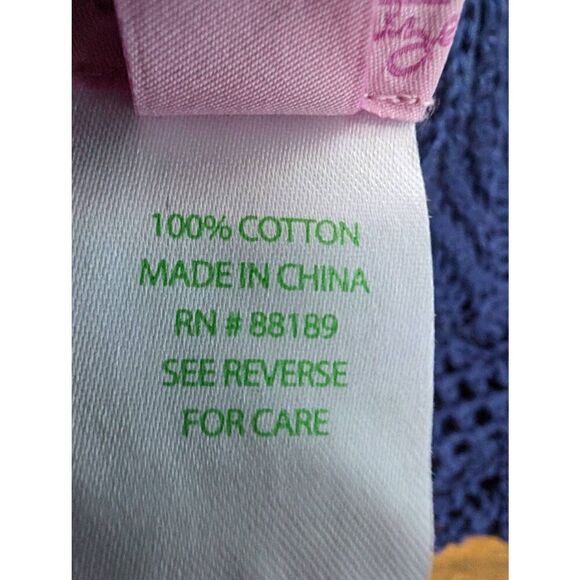 100% COTTON
MADE IN CHINA
RN # 88189
SEE REVERSE
FOR CARE